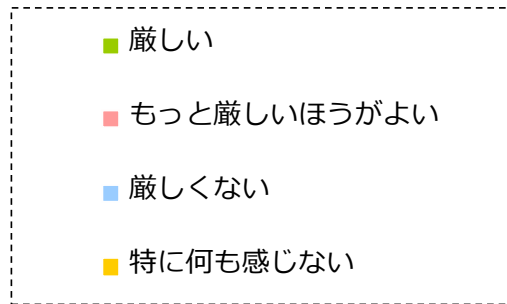 厳しい
もっと厳しいほうがよい
厳しくない
特に何も感じない